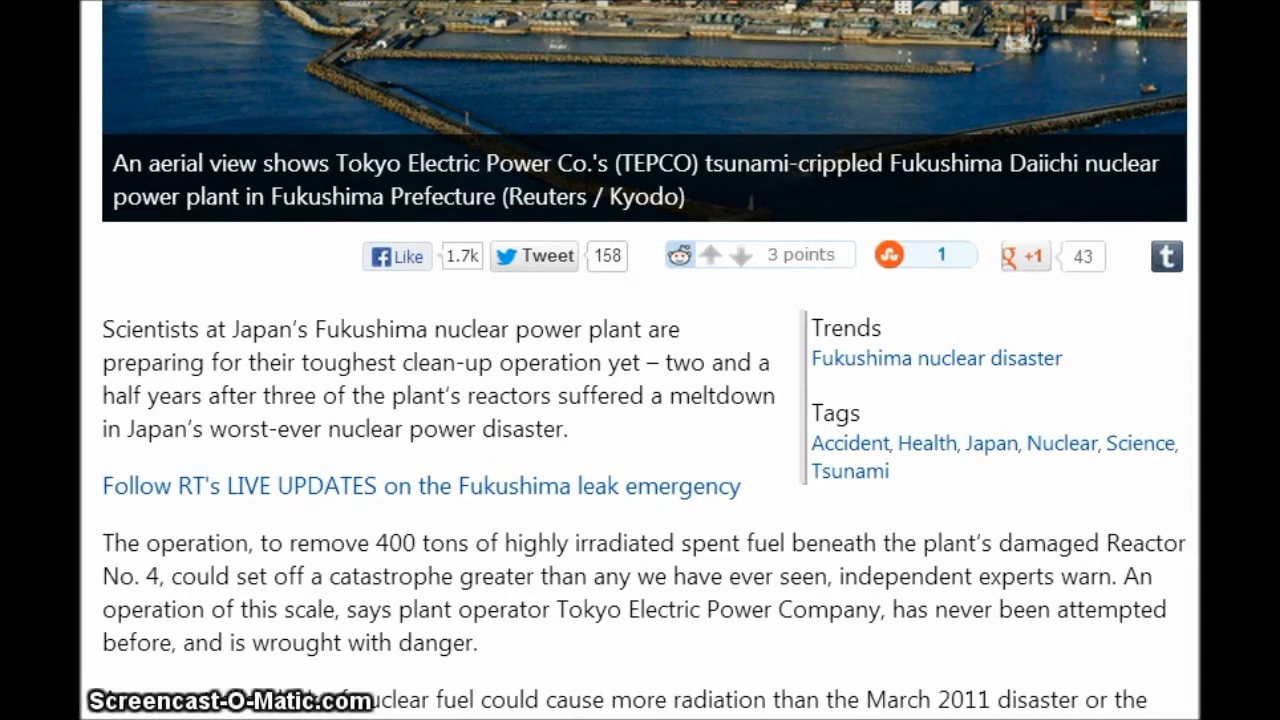 An aerial view shows Tokyo Electric Power Co.'s (TEPCO) tsunami-crippled Fukushima Daiichi nuclear
power plant in Fukushima Prefecture (Reuters / Kyodo)
Like 1.7k Tweet 158 3 points 1 +1 43
Scientists at Japan’s Fukushima nuclear power plant are
preparing for their toughest clean-up operation yet – two and a
half years after three of the plant’s reactors suffered a meltdown
in Japan’s worst-ever nuclear power disaster.
Trends
Fukushima nuclear disaster
Tags
Accident, Health, Japan, Nuclear, Science,
Tsunami
Follow RT's LIVE UPDATES on the Fukushima leak emergency
The operation, to remove 400 tons of highly irradiated spent fuel beneath the plant’s damaged Reactor
No. 4, could set off a catastrophe greater than any we have ever seen, independent experts warn. An
operation of this scale, says plant operator Tokyo Electric Power Company, has never been attempted
before, and is wrought with danger.
nuclear fuel could cause more radiation than the March 2011 disaster or the
Screencast-O-Matic.com